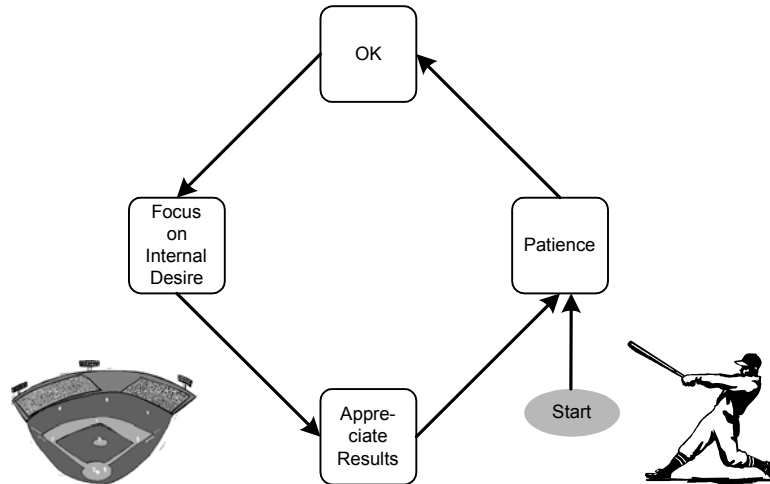 OK
Focus
on
Internal
Desire
Patience
Appre-
ciate
Results
Start